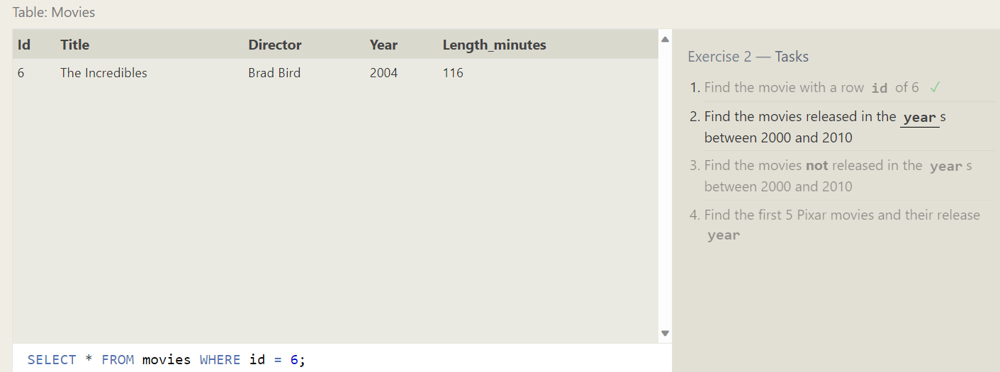 Table: Movies
Id Title Director Year Length_minutes
6 The Incredibles Brad Bird 2004 116
SELECT * FROM movies WHERE id = 6;
Exercise 2 — Tasks
1. Find the movie with a row id of 6 ✓
2. Find the movies released in the year s
between 2000 and 2010
3. Find the movies not released in the year s
between 2000 and 2010
4. Find the first 5 Pixar movies and their release
year